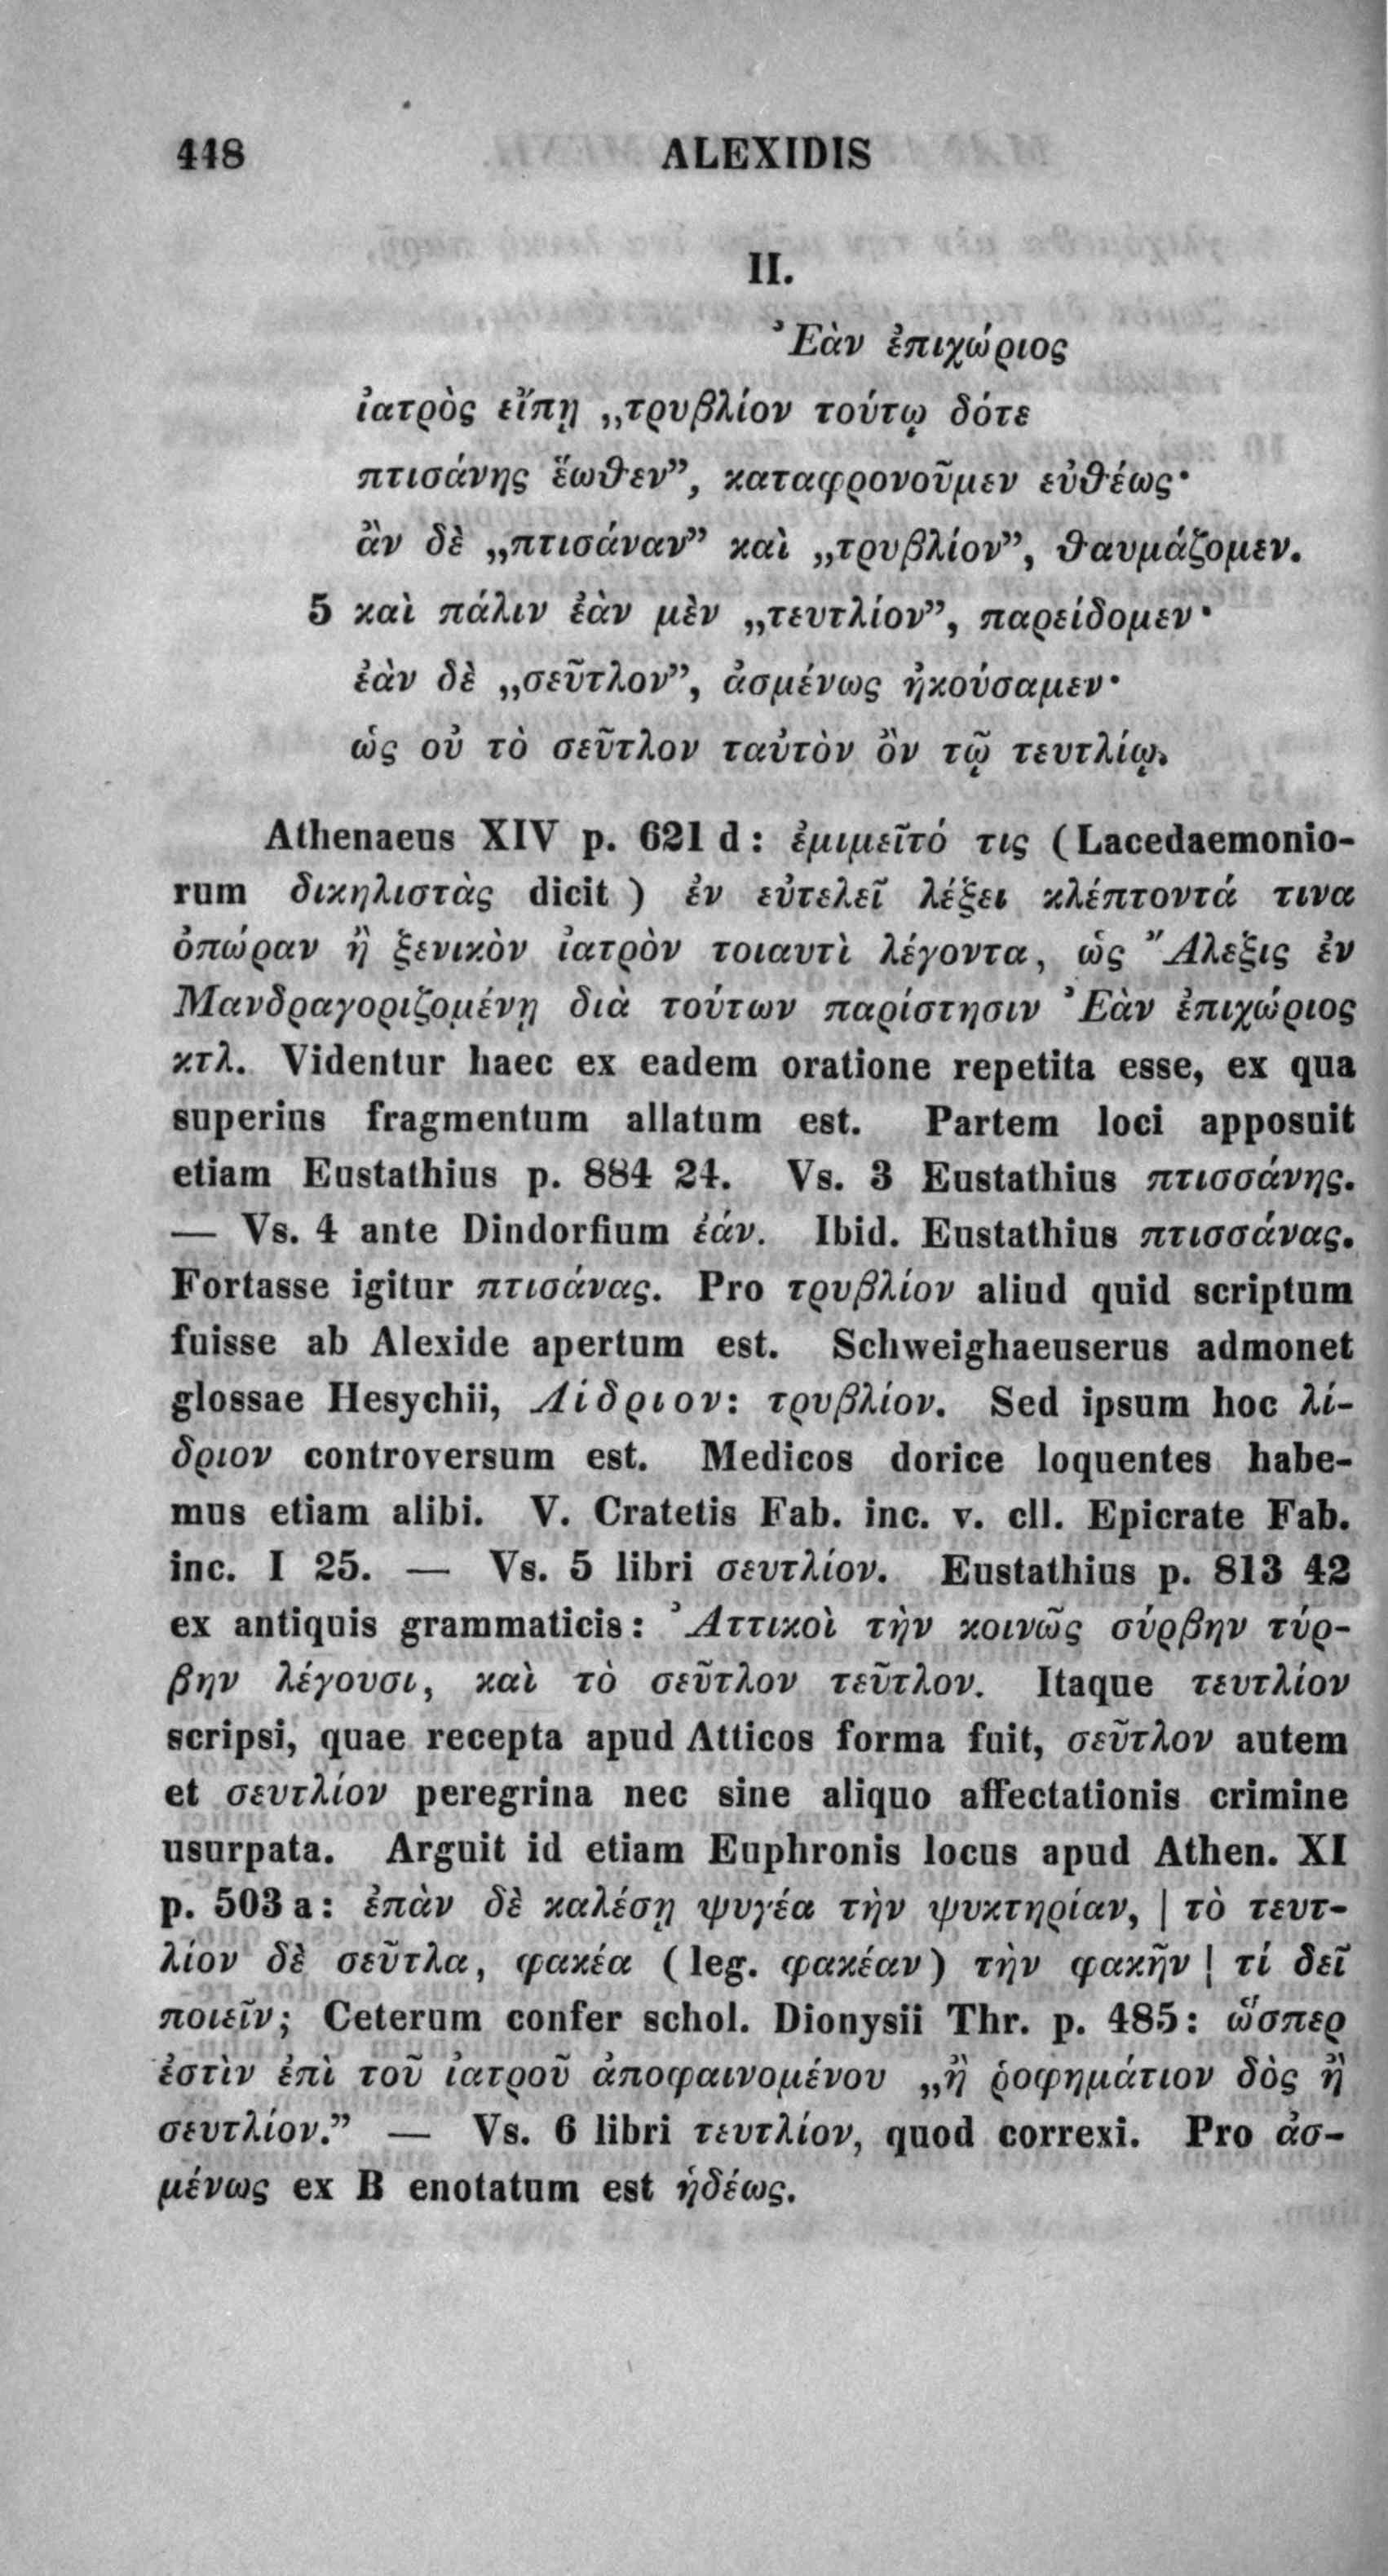 448 ALEXIDIS
II.
Ἐὰν ἐπιχώριος
ἰατρὸς εἴπῃ „τρυβλίον τούτῳ δότε
πτισάνης ἕωθεν”, καταφρονοῦμεν εὐθέως·
ἂν δὲ „πτισάναν” καὶ „τρυβλίον”, θαυμάζομεν.
5 καὶ πάλιν ἐὰν μὲν „τευτλίον”, παρείδομεν·
ἐὰν δὲ „σεῦτλον”, ἀσμένως ἠκούσαμεν·
ὡς οὐ τὸ σεῦτλον ταὐτὸν ὂν τῷ τευτλίῳ.
Athenaeus XIV p. 621 d: ἐμιμεῖτό τις (Lacedaemonio-
rum δικηλιστὰς dicit ) ἐν εὐτελεῖ λέξει κλέπτοντά τινα
ὀπώραν ἢ ξενικὸν ἰατρὸν τοιαυτὶ λέγοντα, ὡς Ἄλεξις ἐν
Μανδραγοριζομένῃ διὰ τούτων παρίστησιν Ἐὰν ἐπιχώριος
κτλ. Videntur haec ex eadem oratione repetita esse, ex qua
superius fragmentum allatum est. Partem loci apposuit
etiam Eustathius p. 884 24. Vs. 3 Eustathius πτισσάνης.
— Vs. 4 ante Dindorfium ἐάν. Ibid. Eustathius πτισσάνας.
Fortasse igitur πτισάνας. Pro τρυβλίον aliud quid scriptum
fuisse ab Alexide apertum est. Schweighaeuserus admonet
glossae Hesychii, Λίδριον: τρυβλίον. Sed ipsum hoc λί-
δριον controversum est. Medicos dorice loquentes habe-
mus etiam alibi. V. Cratetis Fab. inc. v. cll. Epicrate Fab.
inc. I 25. — Vs. 5 libri σευτλίον. Eustathius p. 813 42
ex antiquis grammaticis: Ἀττικοὶ τὴν κοινῶς σύρβην τύρ-
βην λέγουσι, καὶ τὸ σεῦτλον τεῦτλον. Itaque τευτλίον
scripsi, quae recepta apud Atticos forma fuit, σεῦτλον autem
et σευτλίον peregrina nec sine aliquo affectationis crimine
usurpata. Arguit id etiam Euphronis locus apud Athen. XI
p. 503 a: ἐπὰν δὲ καλέσῃ ψυγέα τὴν ψυκτηρίαν, | τὸ τευτ-
λίον δὲ σεῦτλα, φακέα (leg. φακέαν) τὴν φακῆν | τί δεῖ
ποιεῖν; Ceterum confer schol. Dionysii Thr. p. 485: ὥσπερ
ἐστὶν ἐπὶ τοῦ ἰατροῦ ἀποφαινομένου „ἢ ῥοφημάτιον δὸς ἢ
σευτλίον.” — Vs. 6 libri τευτλίον, quod correxi. Pro ἀσ-
μένως ex B enotatum est ἡδέως.